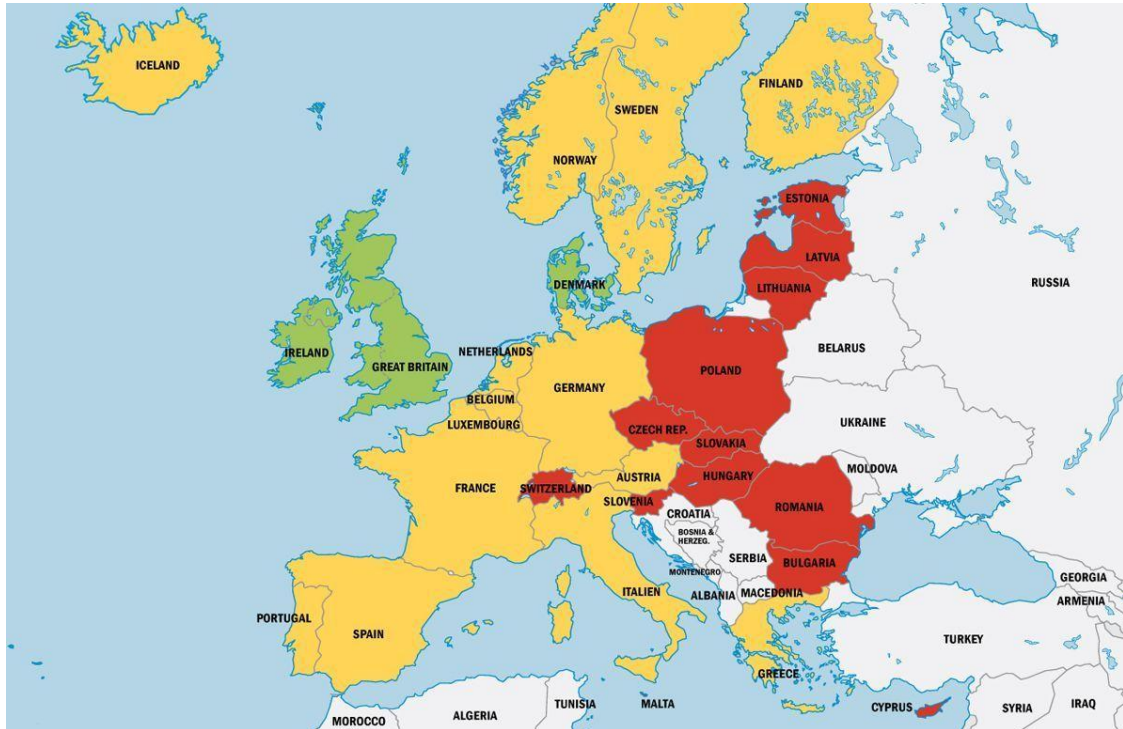 ICELAND
FINLAND
SWEDEN
NORWAY
ESTONIA
LATVIA
RUSSIA
DENMARK
LITHUANIA
BELARUS
IRELAND
NETHERLANDS
GREAT BRITAIN
POLAND
GERMANY
BELGIUM
LUXEMBOURG
UKRAINE
CZECH REP.
SLOVAKIA
MOLDOVA
AUSTRIA
HUNGARY
FRANCE
SWITZERLAND
SLOVENIA
ROMANIA
CROATIA
BOSNIA &
HERZEG.
SERBIA
BULGARIA
MONTENEGRO
GEORGIA
ITALIEN
ALBANIA
MACEDONIA
ARMENIA
PORTUGAL
SPAIN
TURKEY
GREECE
MALTA
TUNISIA
CYPRUS
SYRIA
IRAQ
ALGERIA
MOROCCO